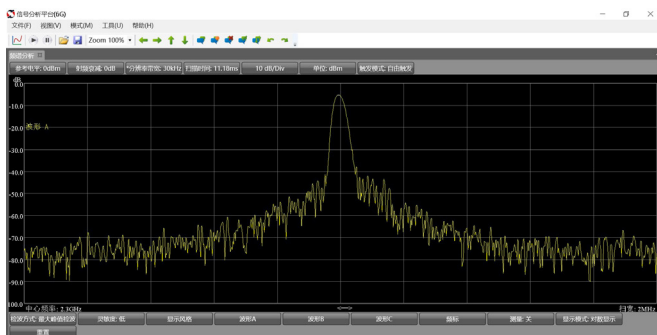 信号分析平台(6G)
文件(F) 视图(V) 模式(M) 工具(U) 帮助(H)
Zoom 100%
频谱分析
参考电平: 0dBm 射频衰减: 0dB *分辨率带宽: 30kHz 扫描时间: 11.18ms 10 dB/Div 单位: dBm 触发模式: 自由触发
dB
0.0
-10.0
-20.0 波形 A
-30.0
-40.0
-50.0
-60.0
-70.0
-80.0
-90.0
-100.0
中心频率: 2.3GHz 扫宽: 2MHz
检波方式: 最大峰值检波 灵敏度: 低 显示风格 波形A 波形B 波形C 游标 测量: 关 显示模式: 对数显示
重置